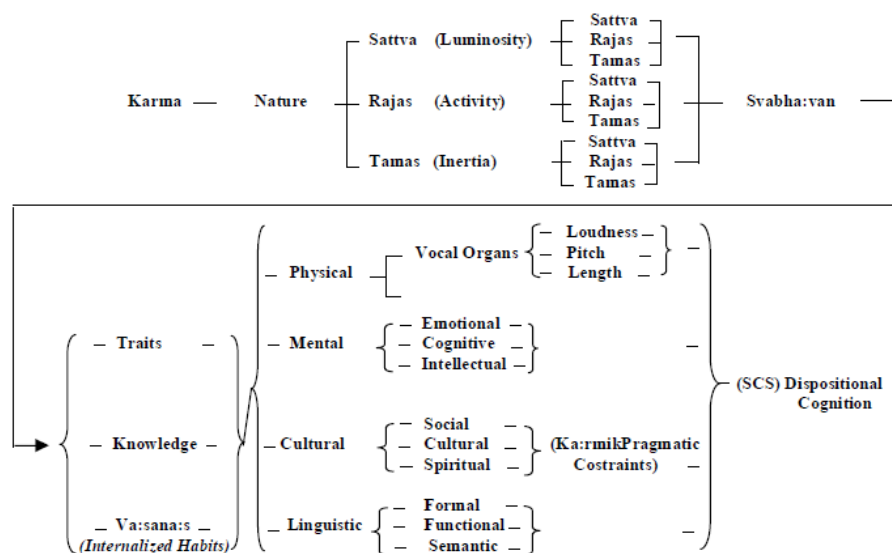 Sattva
Sattva (Luminosity) Rajas
Tamas
Sattva
Karma Nature Rajas (Activity) Rajas Svabha:van
Tamas
Sattva
Tamas (Inertia) Rajas
Tamas
Loudness
Vocal Organs Pitch
Physical Length
Emotional
Traits Mental Cognitive
Intellectual
(SCS) Dispositional
Cognition
Social
Knowledge Cultural Cultural (Ka:rmikPragmatic
Spiritual Costraints)
Formal
Va:sana:s Linguistic Functional
(Internalized Habits) Semantic